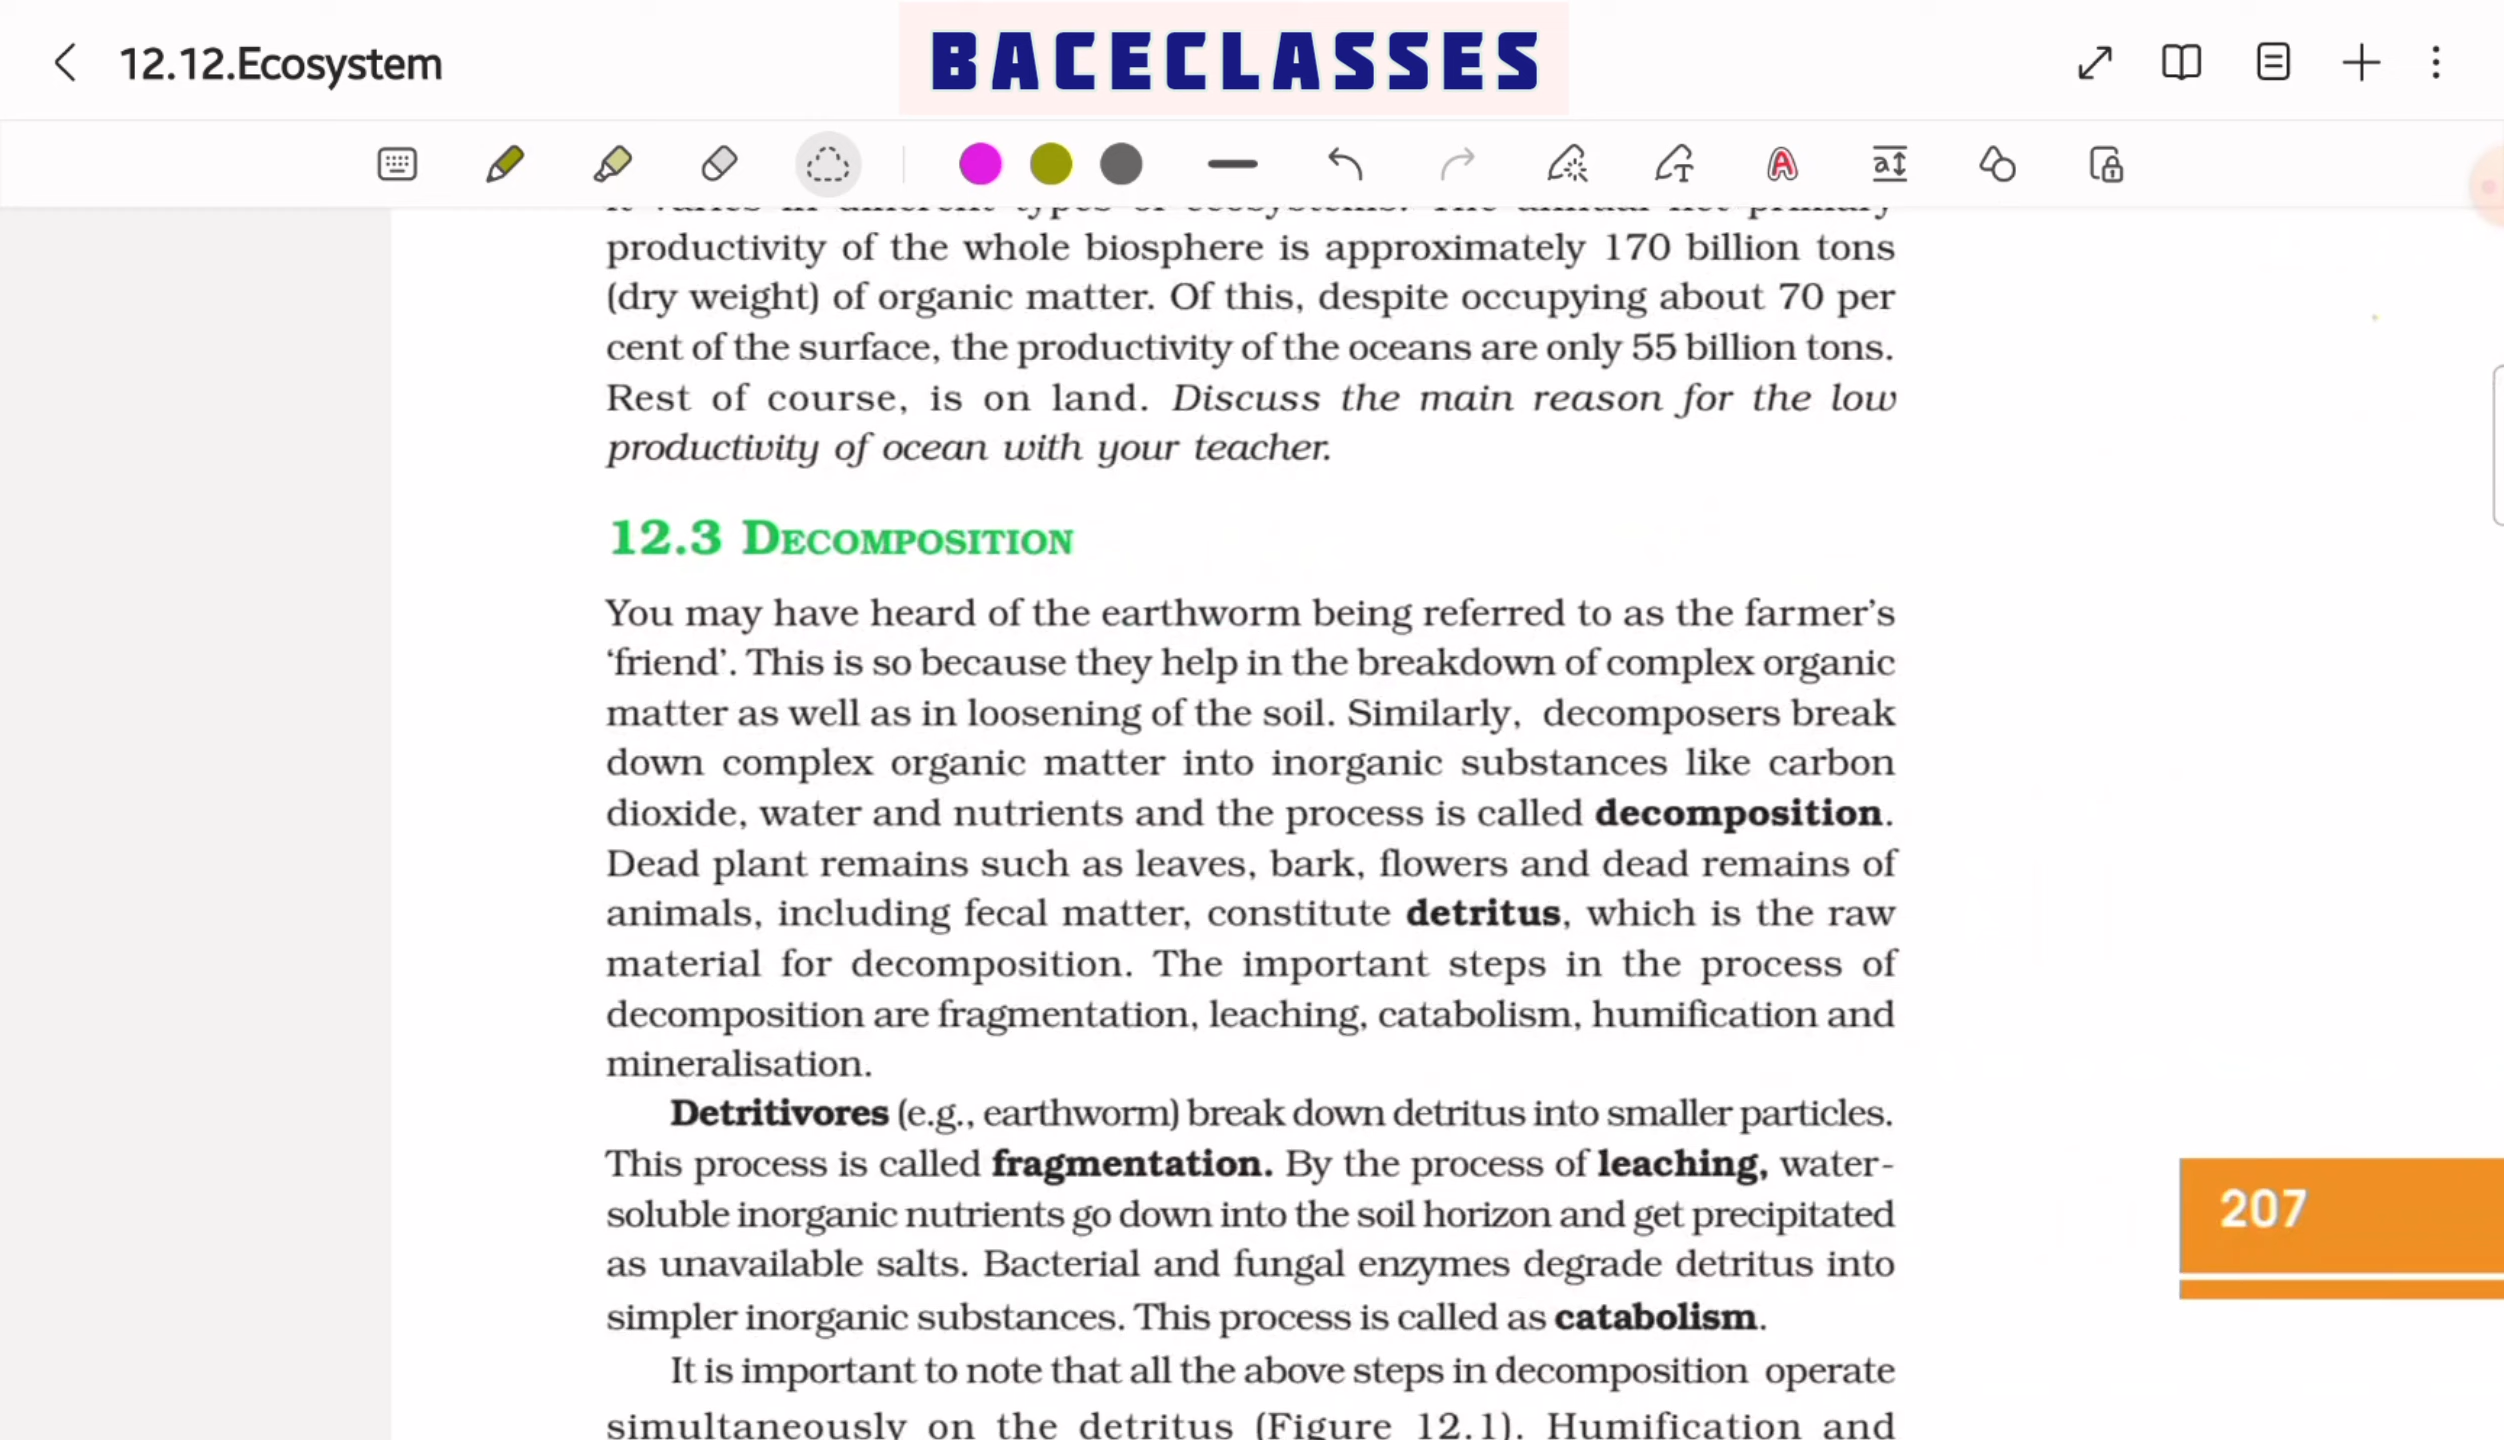 12.12.Ecosystem
BACECLASSES
it varies in different types of ecosystems. The annual net primary
productivity of the whole biosphere is approximately 170 billion tons
(dry weight) of organic matter. Of this, despite occupying about 70 per
cent of the surface, the productivity of the oceans are only 55 billion tons.
Rest of course, is on land. Discuss the main reason for the low
productivity of ocean with your teacher.
12.3 DECOMPOSITION
You may have heard of the earthworm being referred to as the farmer’s
‘friend’. This is so because they help in the breakdown of complex organic
matter as well as in loosening of the soil. Similarly, decomposers break
down complex organic matter into inorganic substances like carbon
dioxide, water and nutrients and the process is called decomposition.
Dead plant remains such as leaves, bark, flowers and dead remains of
animals, including fecal matter, constitute detritus, which is the raw
material for decomposition. The important steps in the process of
decomposition are fragmentation, leaching, catabolism, humification and
mineralisation.
Detritivores (e.g., earthworm) break down detritus into smaller particles.
This process is called fragmentation. By the process of leaching, water-
soluble inorganic nutrients go down into the soil horizon and get precipitated
as unavailable salts. Bacterial and fungal enzymes degrade detritus into
simpler inorganic substances. This process is called as catabolism.
207
It is important to note that all the above steps in decomposition operate
simultaneously on the detritus (Figure 12.1). Humification and